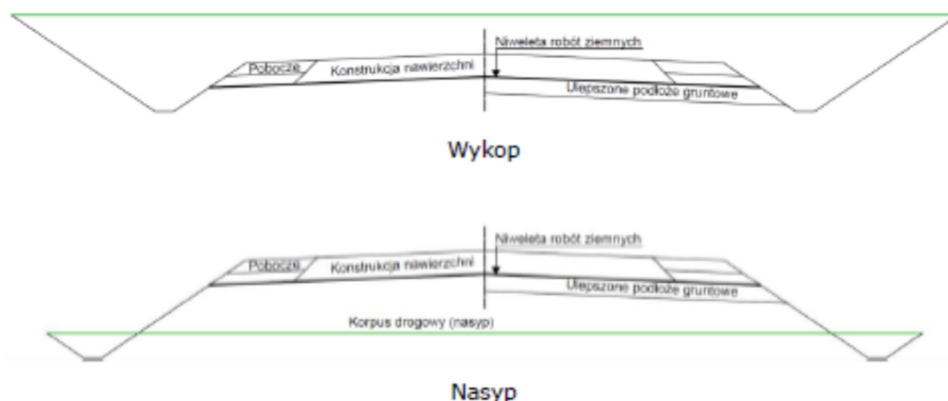 Niweleta robót ziemnych
Pobocze
Konstrukcja nawierzchni
Ulepszone podłoże gruntowe
Wykop
Niweleta robót ziemnych
Pobocze
Konstrukcja nawierzchni
Ulepszone podłoże gruntowe
Korpus drogowy (nasyp)
Nasyp